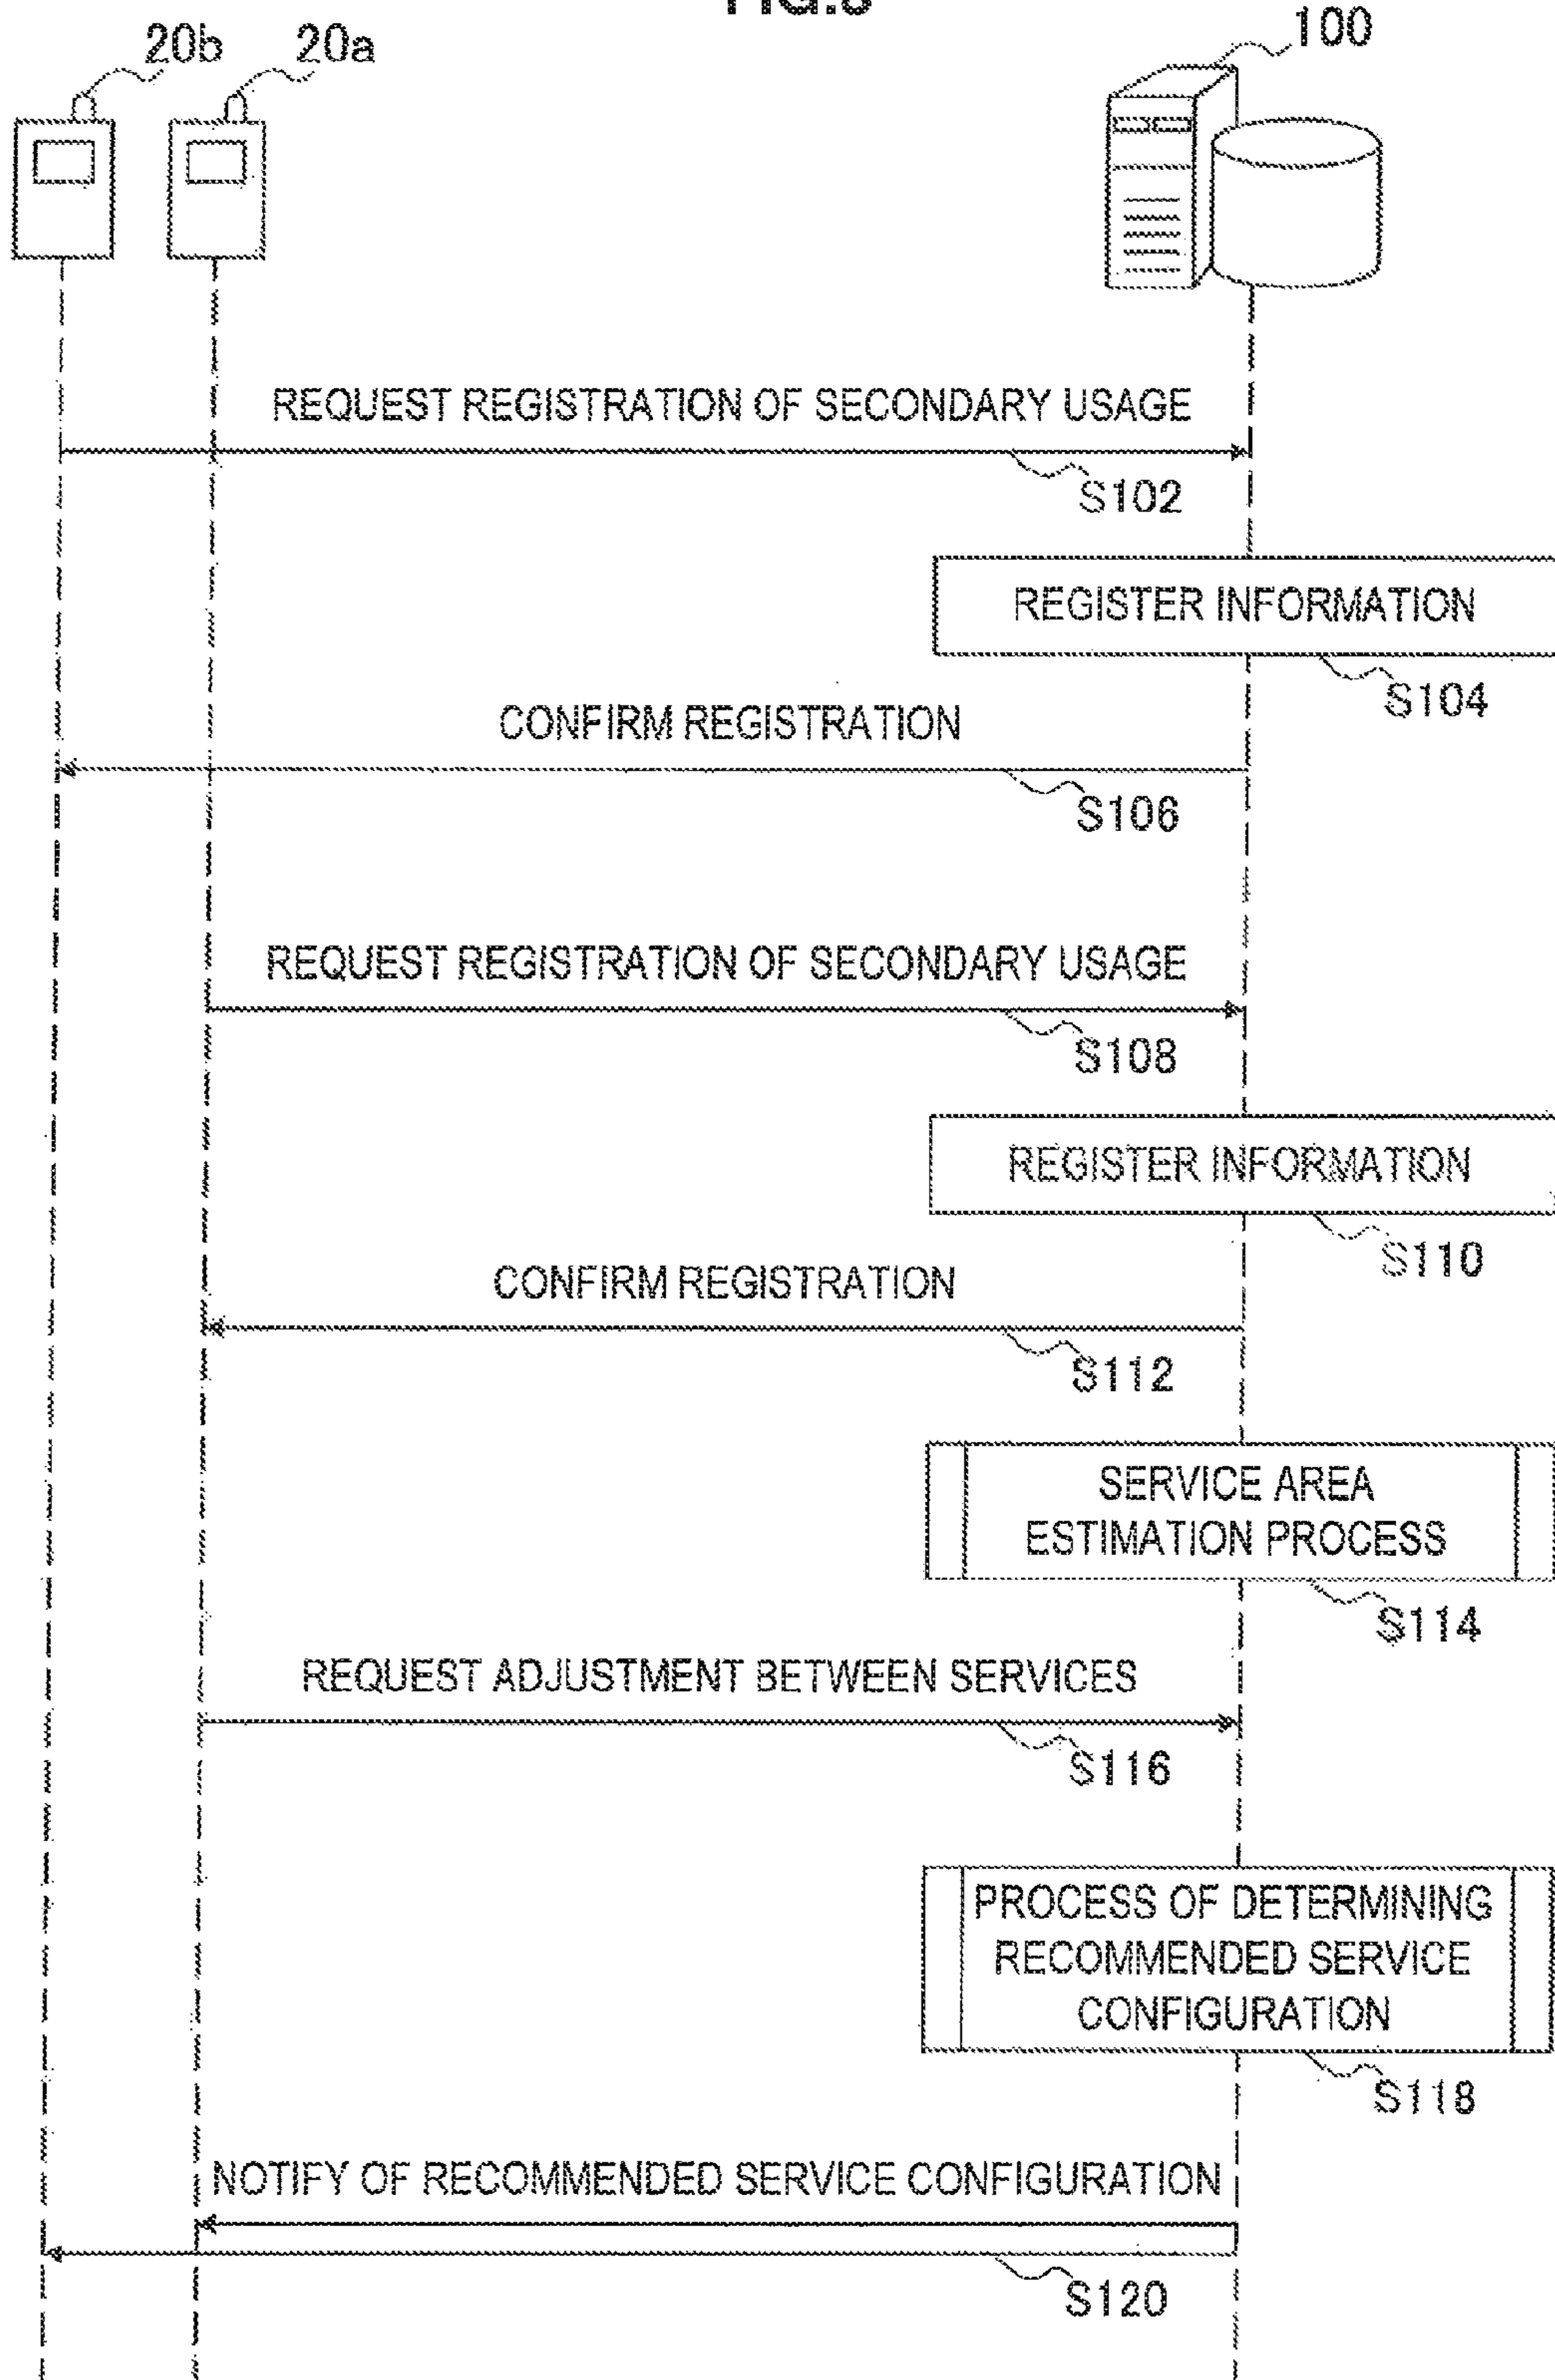 20b
20a
100
REQUEST REGISTRATION OF SECONDARY USAGE
S102
REGISTER INFORMATION
S104
CONFIRM REGISTRATION
S106
REQUEST REGISTRATION OF SECONDARY USAGE
S108
REGISTER INFORMATION
S110
CONFIRM REGISTRATION
S112
SERVICE AREA
ESTIMATION PROCESS
S114
REQUEST ADJUSTMENT BETWEEN SERVICES
S116
PROCESS OF DETERMINING
RECOMMENDED SERVICE
CONFIGURATION
S118
NOTIFY OF RECOMMENDED SERVICE CONFIGURATION
S120